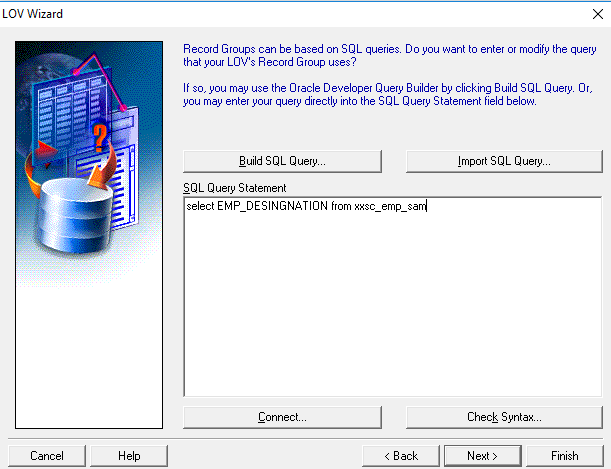 LOV Wizard
Record Groups can be based on SQL queries. Do you want to enter or modify the query
that your LOV's Record Group uses?
If so, you may use the Oracle Developer Query Builder by clicking Build SQL Query. Or,
you may enter your query directly into the SQL Query Statement field below.
Build SQL Query... Import SQL Query...
SQL Query Statement
select EMP_DESINGNATION from xxsc_emp_sam
Connect... Check Syntax...
Cancel Help < Back Next > Finish